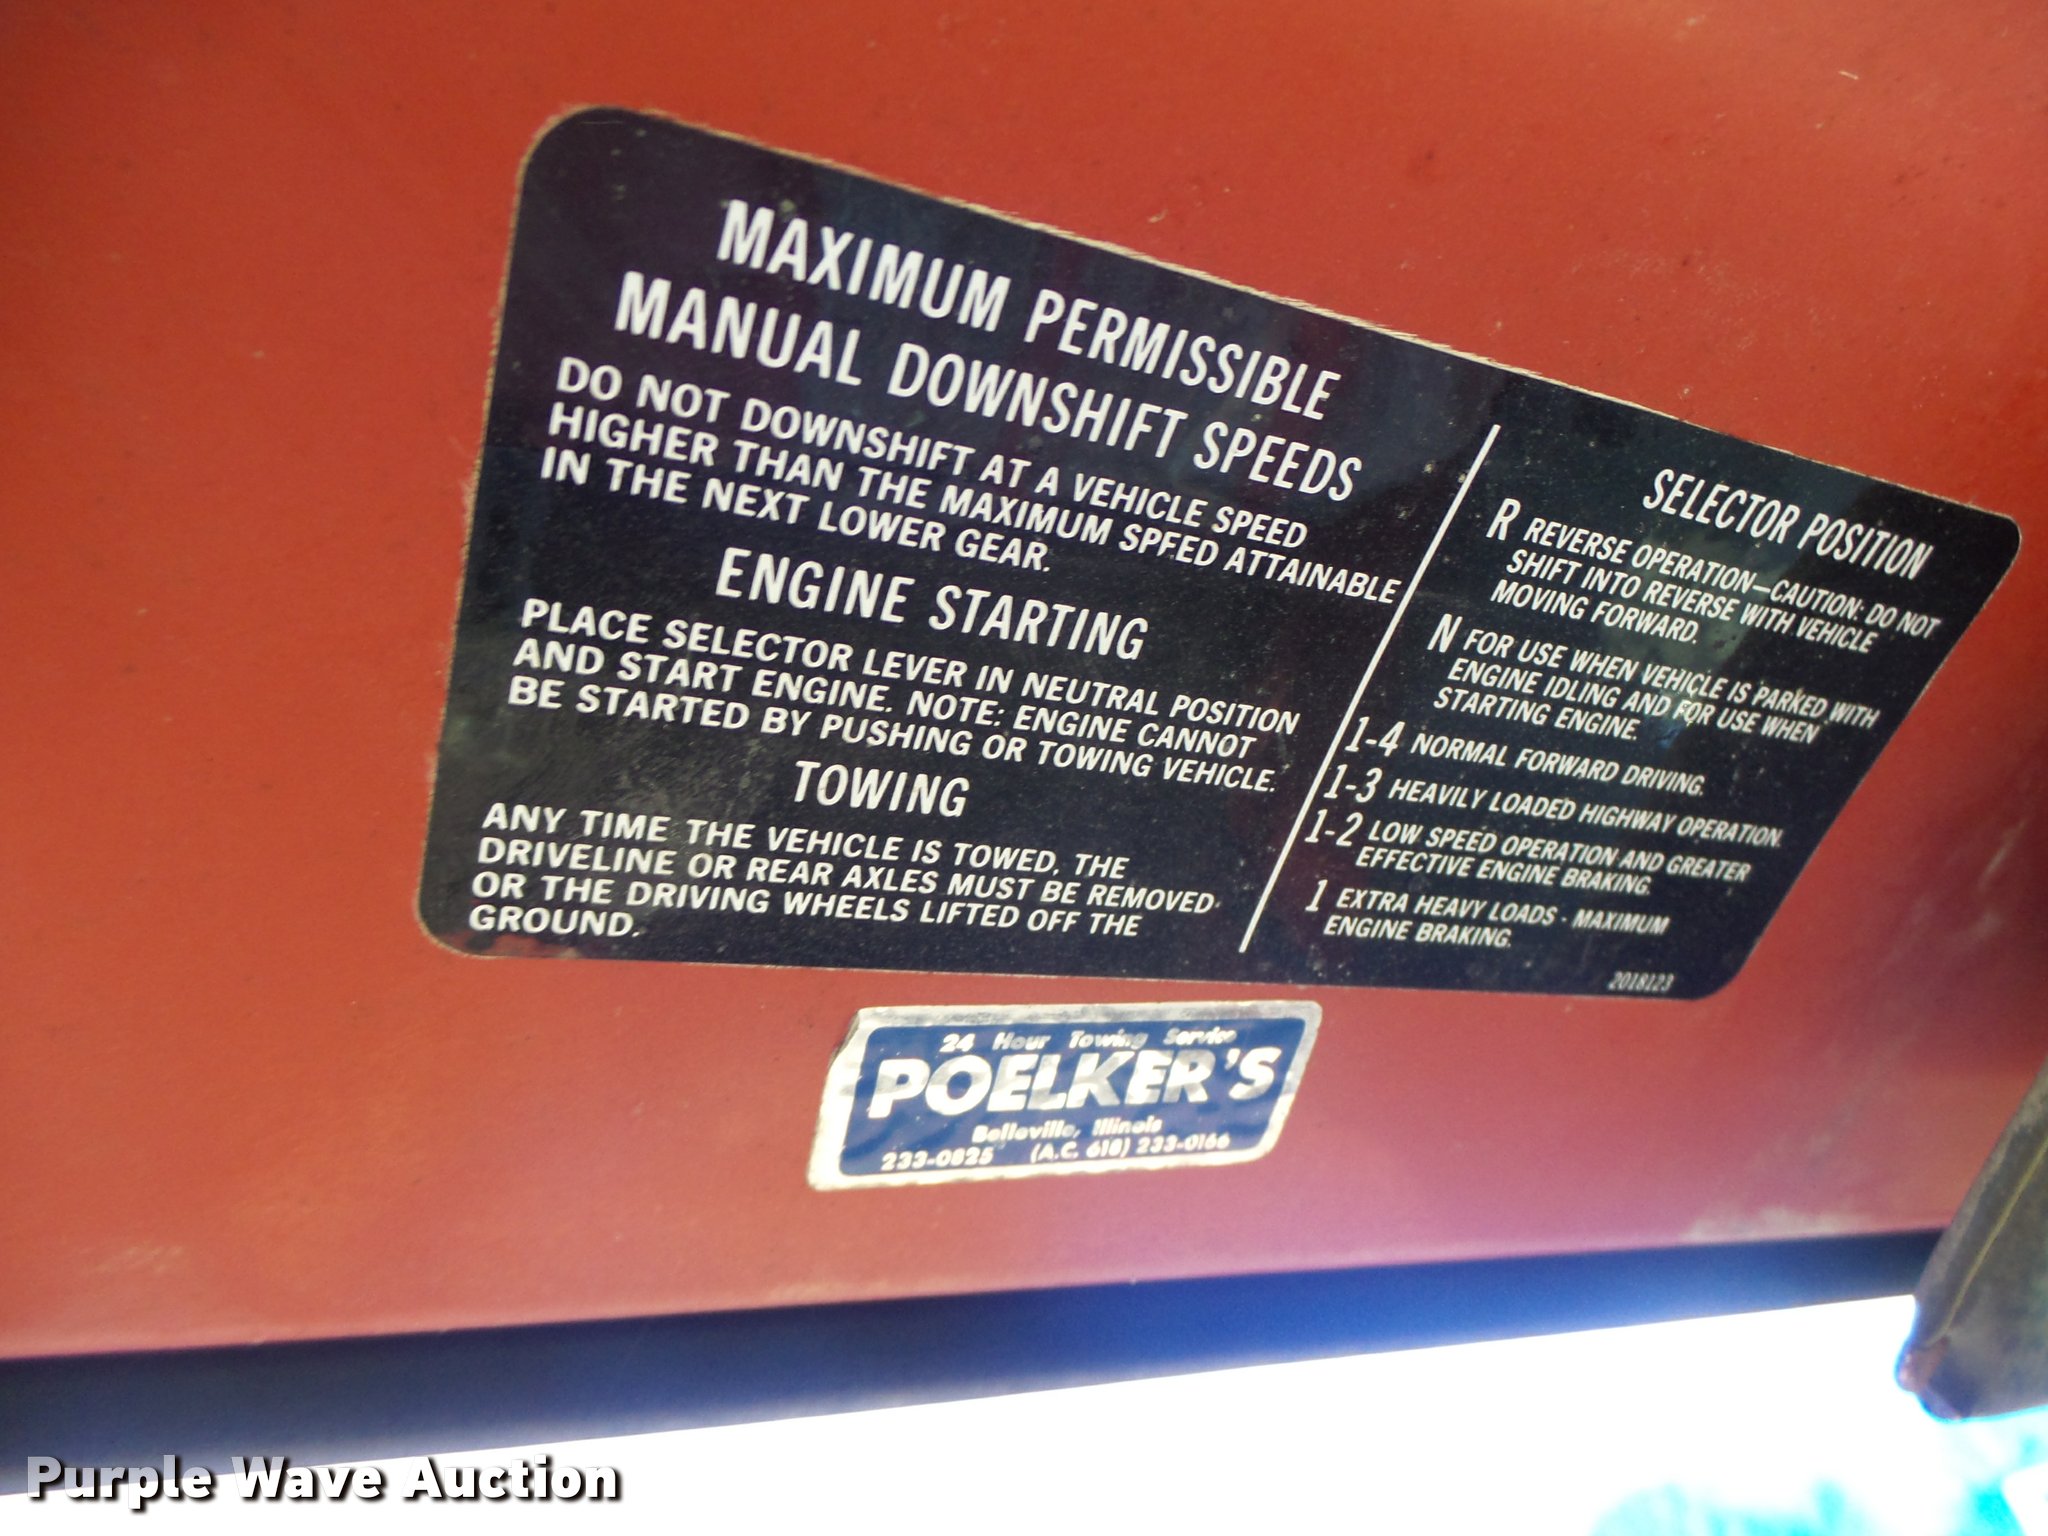 MAXIMUM PERMISSIBLE
MANUAL DOWNSHIFT SPEEDS
DO NOT DOWNSHIFT AT A VEHICLE SPEED
HIGHER THAN THE MAXIMUM SPEED ATTAINABLE
IN THE NEXT LOWER GEAR.
ENGINE STARTING
PLACE SELECTOR LEVER IN NEUTRAL POSITION
AND START ENGINE. NOTE: ENGINE CANNOT
BE STARTED BY PUSHING OR TOWING VEHICLE.
TOWING
ANY TIME THE VEHICLE IS TOWED, THE
DRIVELINE OR REAR AXLES MUST BE REMOVED
OR THE DRIVING WHEELS LIFTED OFF THE
GROUND.
SELECTOR POSITION
R REVERSE OPERATION—CAUTION: DO NOT
SHIFT INTO REVERSE WITH VEHICLE
MOVING FORWARD.
N FOR USE WHEN VEHICLE IS PARKED WITH
ENGINE IDLING AND FOR USE WHEN
STARTING ENGINE.
1-4 NORMAL FORWARD DRIVING.
1-3 HEAVILY LOADED HIGHWAY OPERATION.
1-2 LOW SPEED OPERATION AND GREATER
EFFECTIVE ENGINE BRAKING.
1 EXTRA HEAVY LOADS - MAXIMUM
ENGINE BRAKING.
2018123
24 Hour Towing Service
POELKER'S
Belleville, Illinois
233-0825 (A.C. 618) 233-0166
Purple Wave Auction